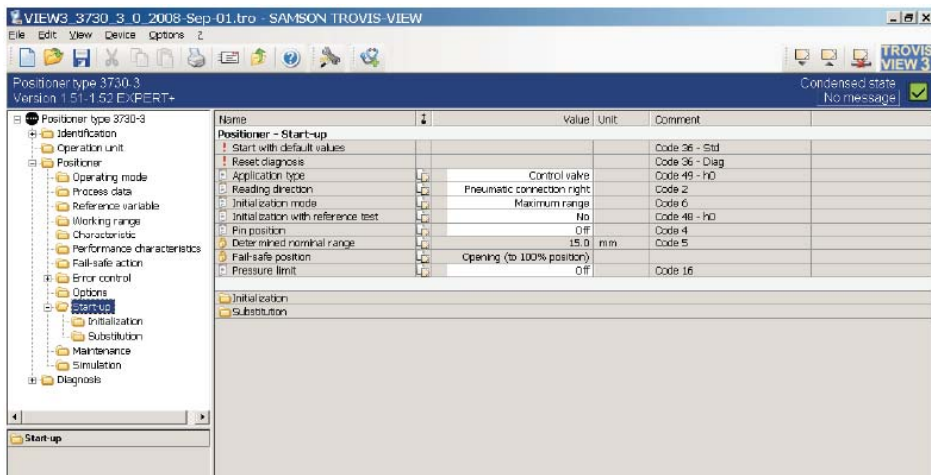 VIEW3_3730_3_0_2008-Sep-01.tro - SAMSON TROVIS-VIEW
File Edit View Device Options ?
TROVIS
VIEW 3
Positioner type 3730-3
Version 1.51-1.52 EXPERT+
Condensed state
No message
Positioner type 3730-3
Identification
Operation unit
Positioner
Operating mode
Process data
Reference variable
Working range
Characteristic
Performance characteristics
Fail-safe action
Error control
Options
Start-up
Initialization
Substitution
Maintenance
Simulation
Diagnosis
Start-up
Name Value Unit Comment
Positioner - Start-up
Start with default values Code 36 - Std
Reset diagnosis Code 36 - Diag
Application type Control valve Code 49 - h0
Reading direction Pneumatic connection right Code 2
Initialization mode Maximum range Code 6
Initialization with reference test No Code 48 - h0
Pin position Off Code 4
Determined nominal range 15.0 mm Code 5
Fail-safe position Opening (to 100% position)
Pressure limit Off Code 16
Initialization
Substitution